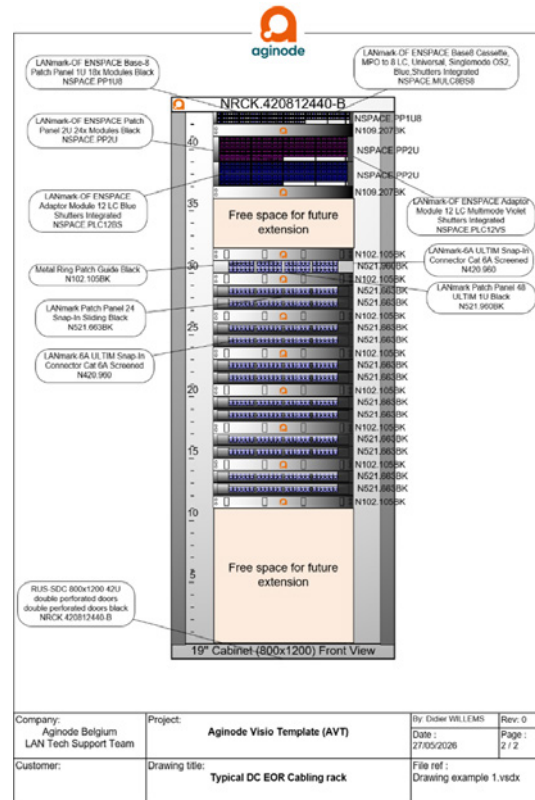 aginode
LANmark-OF ENSPACE Base-8
Patch Panel 1U 18x Modules Black
NSPACE.PP1U8
LANmark-OF ENSPACE Base8 Cassette,
MPO to 8 LC, Universal, Singlemode OS2,
Blue,Shutters Integrated
NSPACE.MULC8BS8
NRCK.420812440-B
NSPACE.PP1U8
N109.207BK
LANmark-OF ENSPACE Patch
Panel 2U 24x Modules Black
NSPACE.PP2U
40
NSPACE.PP2U
NSPACE.PP2U
N109.207BK
35
LANmark-OF ENSPACE
Adaptor Module 12 LC Blue
Shutters Integrated
NSPACE.PLC12BS
LANmark-OF ENSPACE Adaptor
Module 12 LC Multimode Violet
Shutters Integrated
NSPACE.PLC12VS
Free space for future
extension
N102.105BK
LANmark-6A ULTIM Snap-In
Connector Cat 6A Screened
N420.960
Metal Ring Patch Guide Black
N102.105BK
30
N521.960BK
N102.105BK
LANmark Patch Panel 48
ULTIM 1U Black
N521.960BK
LANmark Patch Panel 24
Snap-In Sliding Black
N521.663BK
N521.663BK
N521.663BK
N102.105BK
25
N521.663BK
N521.663BK
LANmark-6A ULTIM Snap-In
Connector Cat 6A Screened
N420.960
N102.105BK
N521.663BK
N521.663BK
20
N102.105BK
N521.663BK
N521.663BK
N102.105BK
N521.663BK
15
N521.663BK
N102.105BK
N521.663BK
N521.663BK
N102.105BK
10
5
Free space for future
extension
RUS-SDC 800x1200 42U
double perforated doors
double perforated doors black
NRCK.420812440-B
19" Cabinet (800x1200) Front View
Company:
Aginode Belgium
LAN Tech Support Team
Project:
Aginode Visio Template (AVT)
By: Didier WILLEMS
Rev: 0
Date :
27/05/2026
Page :
2 / 2
Customer:
Drawing title:
Typical DC EOR Cabling rack
File ref :
Drawing example 1.vsdx